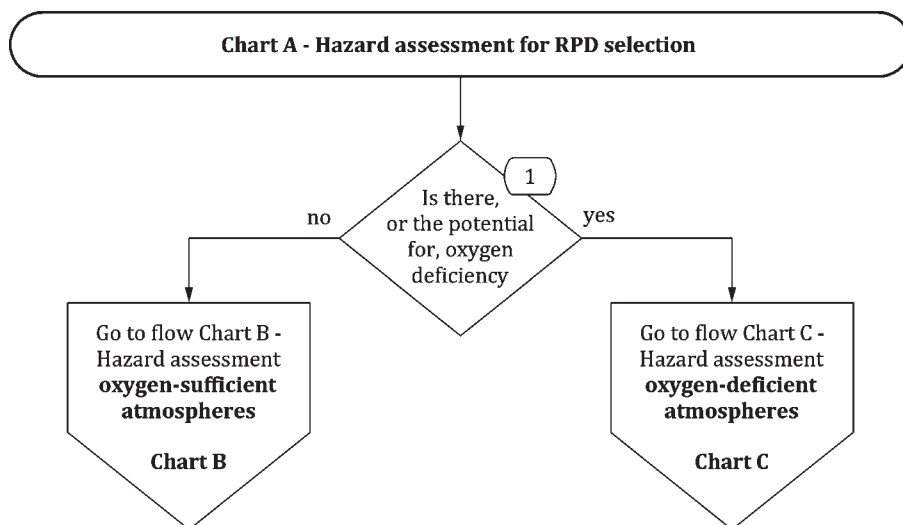 Chart A - Hazard assessment for RPD selection
1
Is there,
or the potential
for, oxygen
deficiency
no
yes
Go to flow Chart B -
Hazard assessment
oxygen-sufficient
atmospheres
Chart B
Go to flow Chart C -
Hazard assessment
oxygen-deficient
atmospheres
Chart C